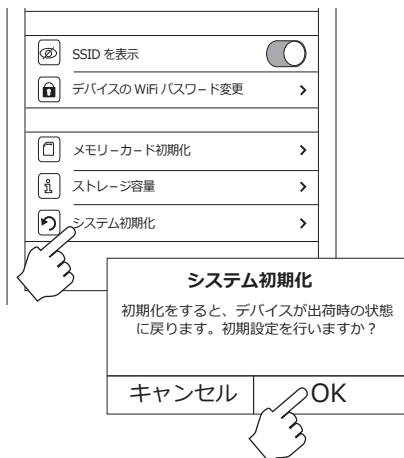 SSID を表示
デバイスの WiFi パスワード変更
メモリーカード初期化
ストレージ容量
システム初期化
システム初期化
初期化をすると、デバイスが出荷時の状態
に戻ります。初期設定を行いますか？
キャンセル OK